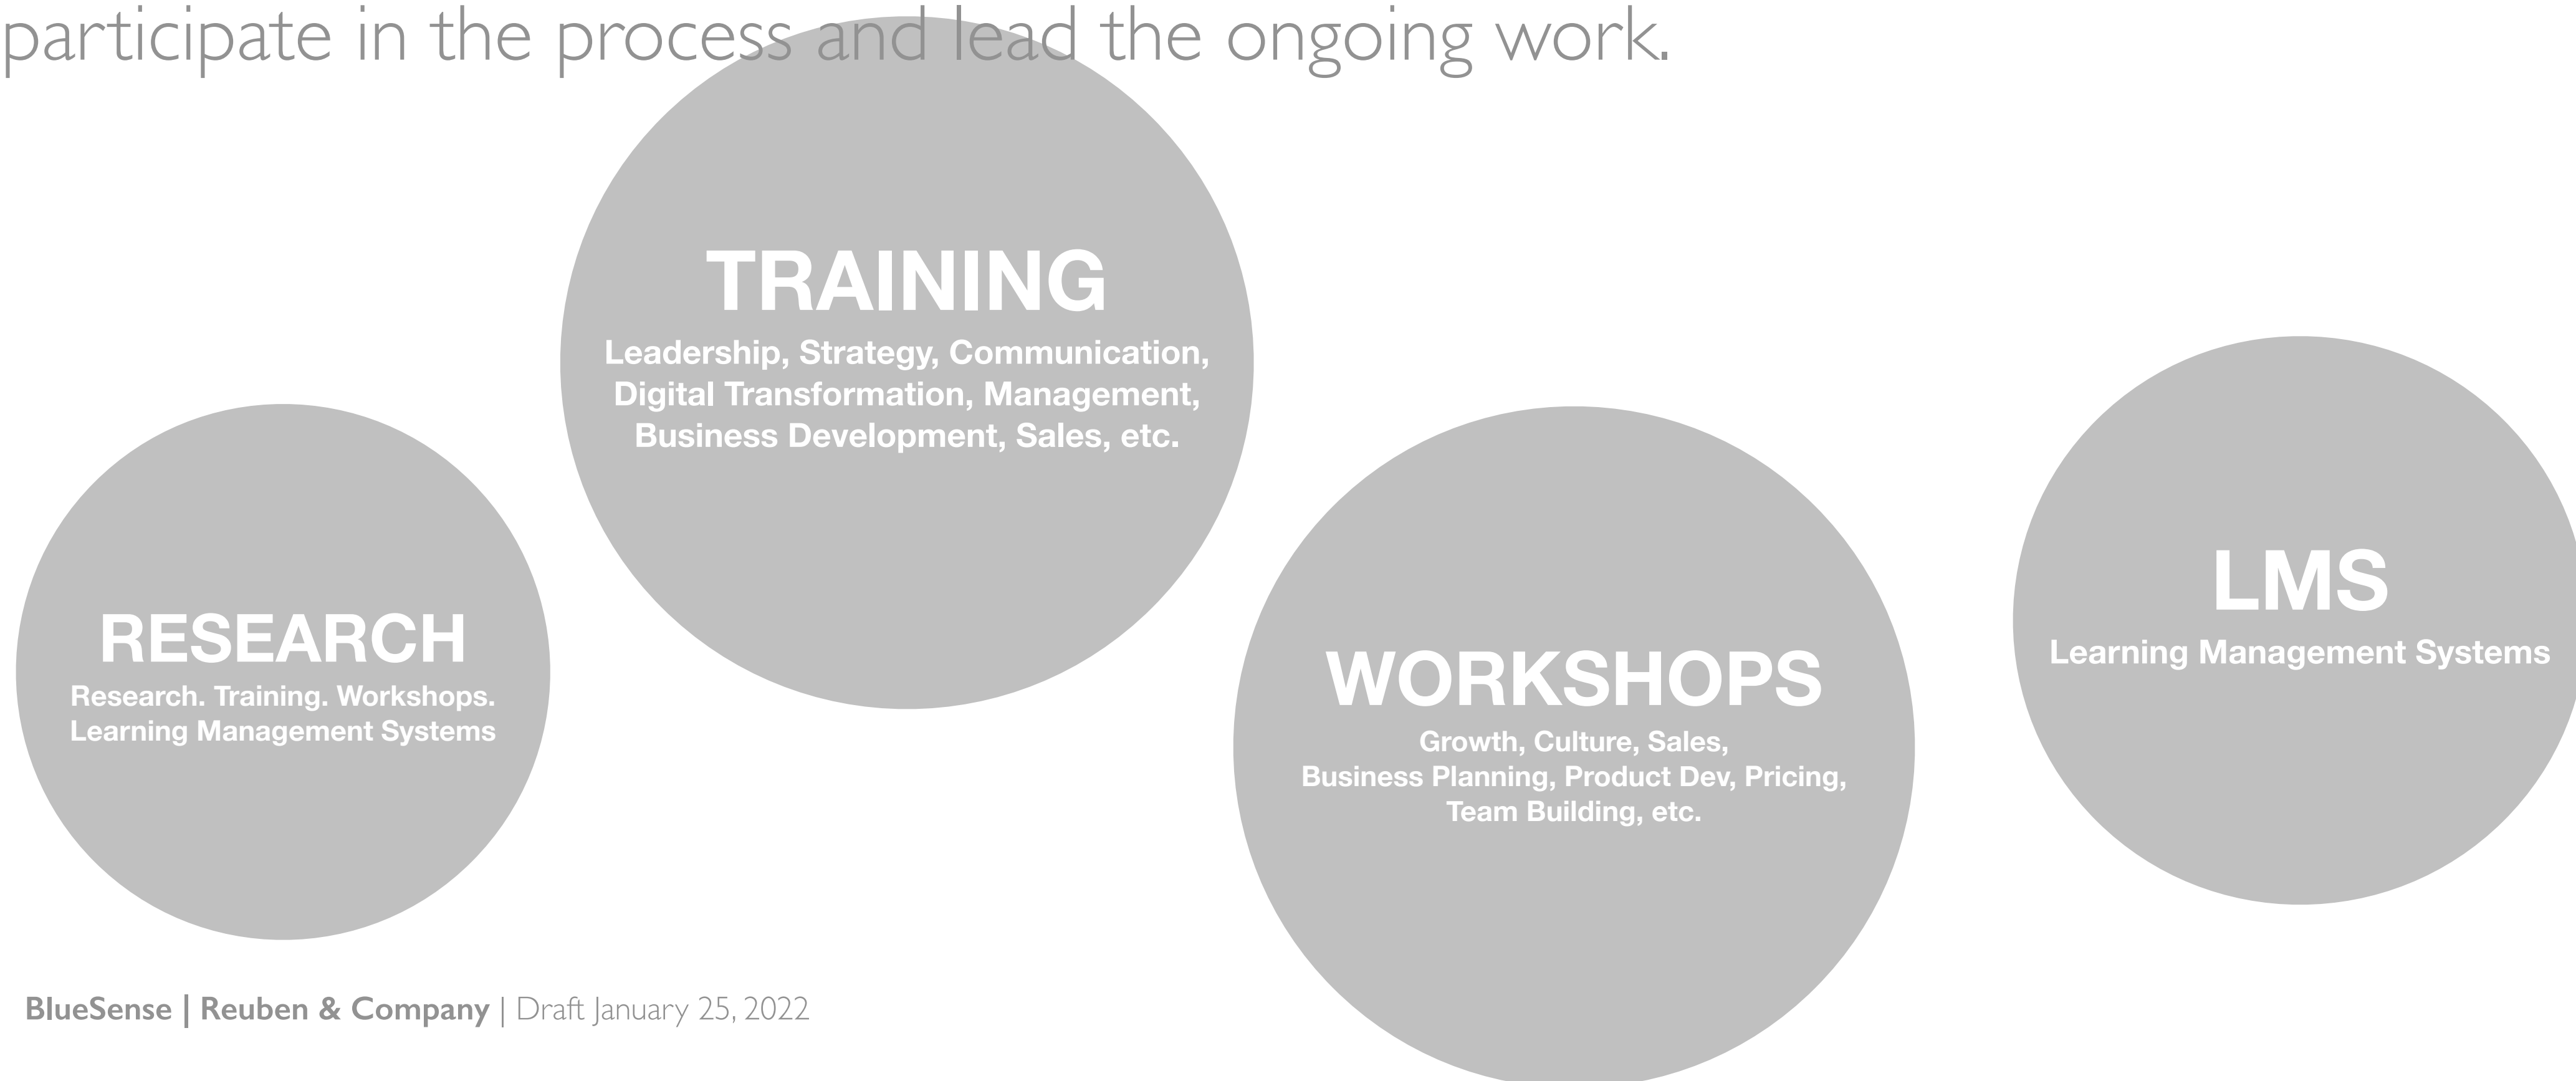 participate in the process and lead the ongoing work.
TRAINING
Leadership, Strategy, Communication,
Digital Transformation, Management,
Business Development, Sales, etc.
RESEARCH
Research. Training. Workshops.
Learning Management Systems
WORKSHOPS
Growth, Culture, Sales,
Business Planning, Product Dev, Pricing,
Team Building, etc.
LMS
Learning Management Systems
BlueSense | Reuben & Company | Draft January 25, 2022